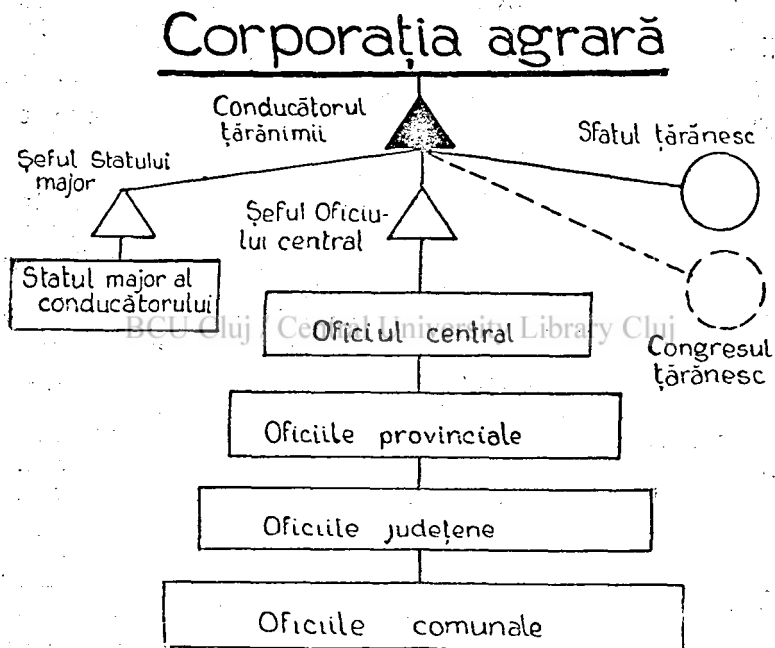 Corporația agrară
Conducătorul
țărănimii
Sfatul țărănesc
Șeful Statului
major
Șeful Oficiu-
lui central
Statul major al
conducătorului
Oficiul central
BCU Cluj / Central University Library Cluj
Congresul
țărănesc
Oficiile provinciale
Oficiile județene
Oficiile comunale